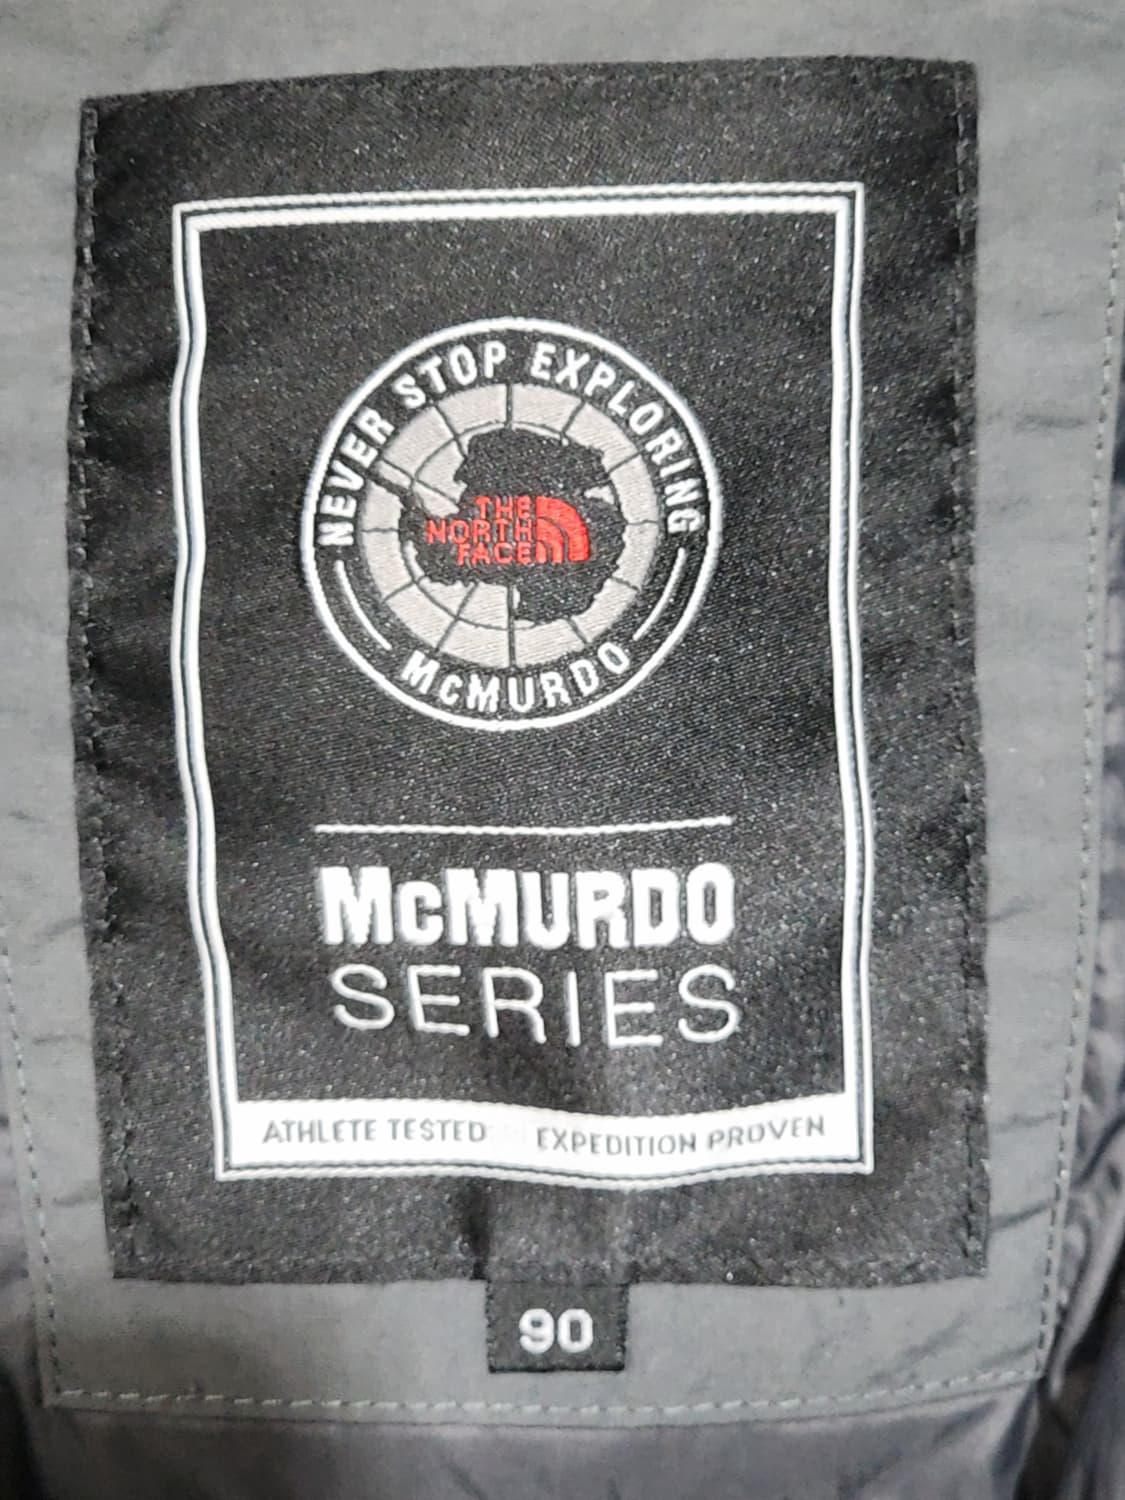 NEVER STOP EXPLORING
THE
NORTH
FACE
McMURDO
McMURDO
SERIES
ATHLETE TESTED EXPEDITION PROVEN
90